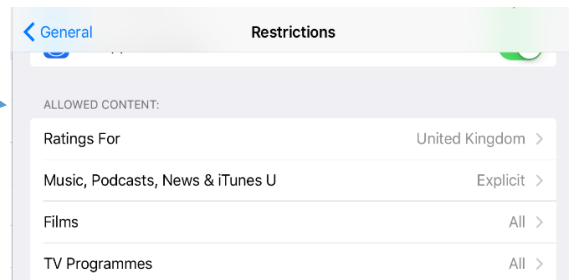 General
Restrictions
ALLOWED CONTENT:
Ratings For United Kingdom
Music, Podcasts, News & iTunes U Explicit
Films All
TV Programmes All